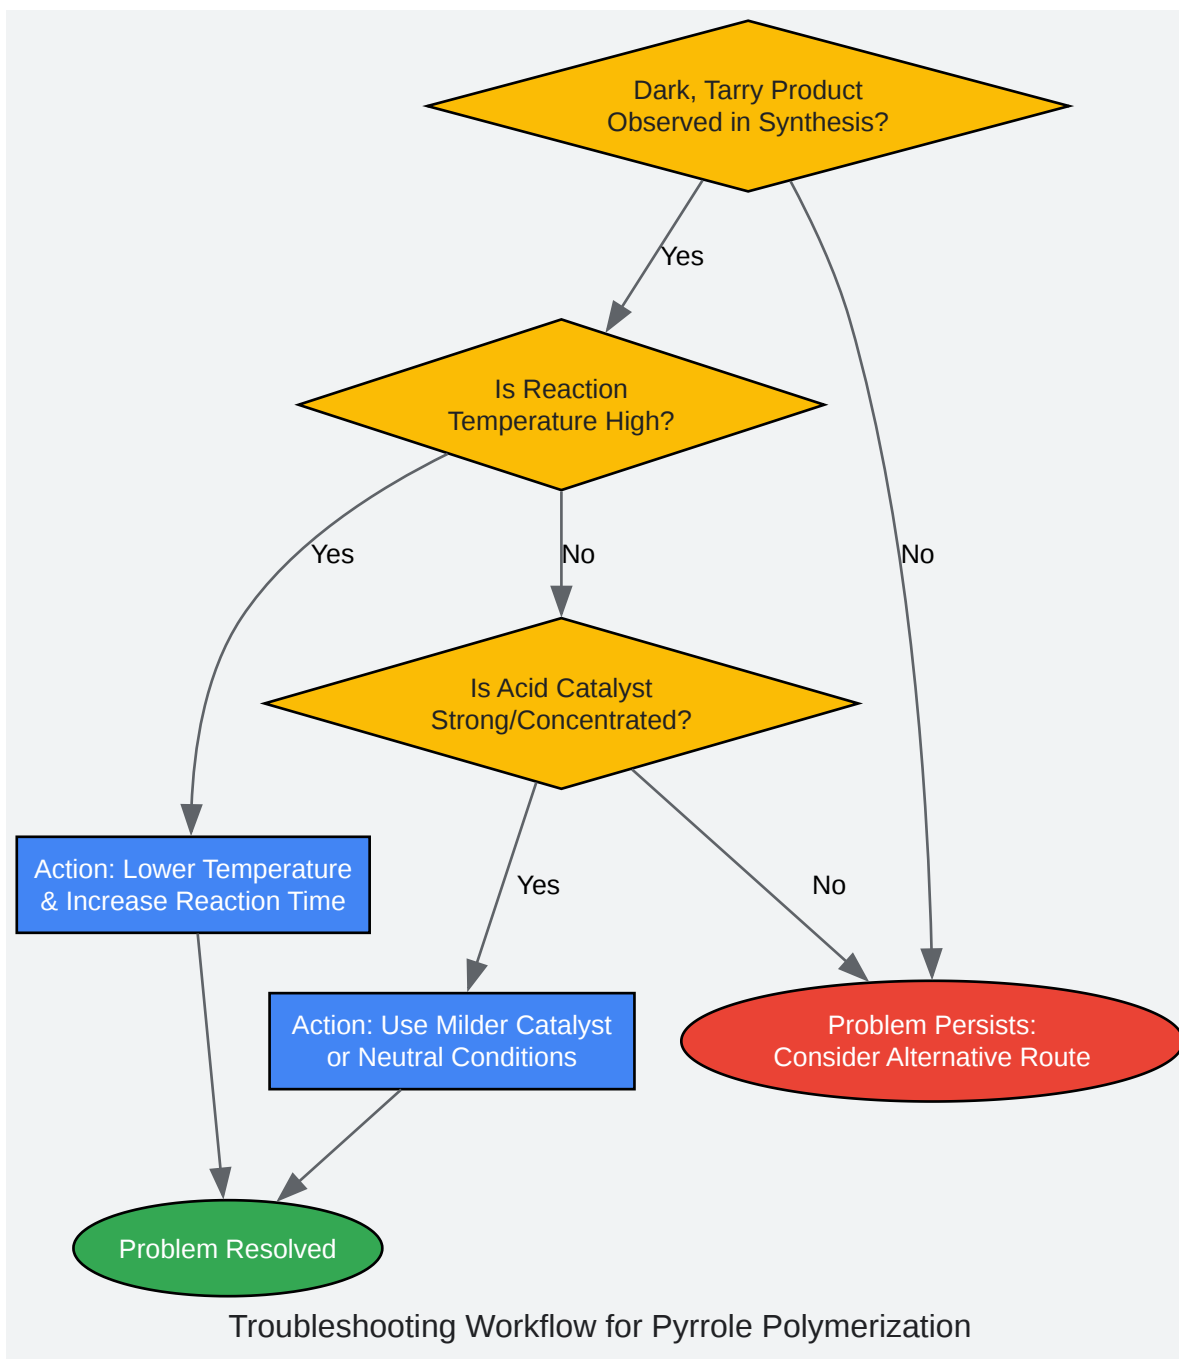 Dark, Tarry Product
Observed in Synthesis?
Yes
Is Reaction
Temperature High?
Yes
No
No
Is Acid Catalyst
Strong/Concentrated?
Action: Lower Temperature
& Increase Reaction Time
Yes
No
Action: Use Milder Catalyst
or Neutral Conditions
Problem Persists:
Consider Alternative Route
Problem Resolved
Troubleshooting Workflow for Pyrrole Polymerization